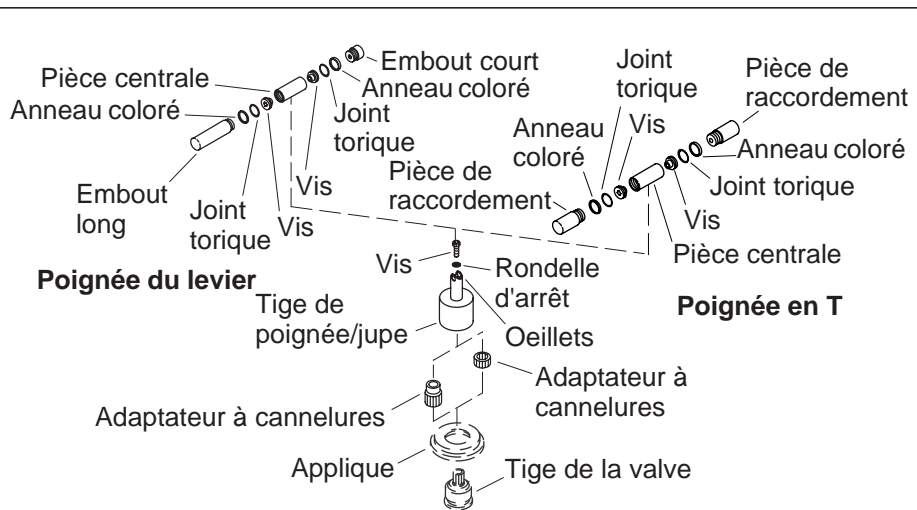 Embout court
Pièce centrale
Anneau coloré
Anneau coloré
Joint
torique
Embout
long
Joint
torique
Vis
Vis
Poignée du levier
Joint
torique
Pièce de
raccordement
Anneau
coloré
Vis
Anneau coloré
Joint torique
Vis
Pièce de
raccordement
Pièce centrale
Poignée en T
Vis
Rondelle
d'arrêt
Tige de
poignée/jupe
Oeillets
Adaptateur à
cannelures
Adaptateur à cannelures
Applique
Tige de la valve